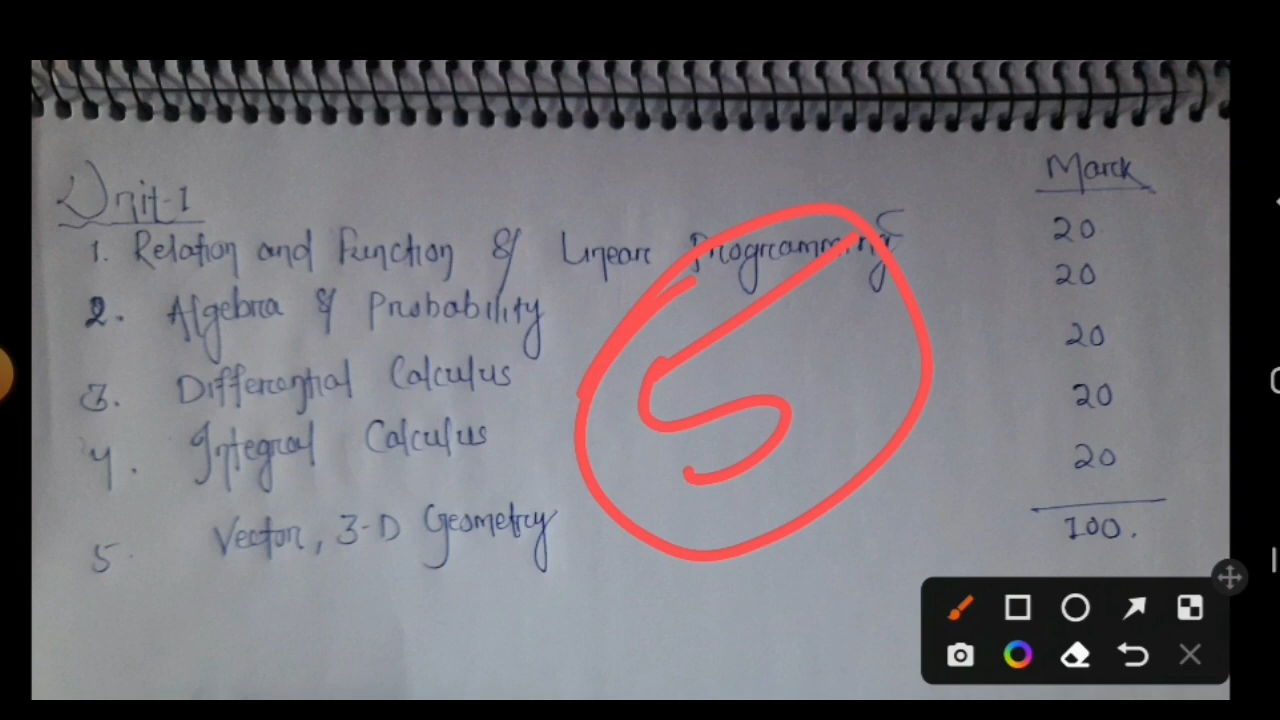 Unit-1 Marck
1. Relation and Function & Linear Programming 20
2. Algebra & Probability 20
3. Differential Calculus 20
4. Integral Calculus 20
5. Vector, 3-D Geometry 20
100.
5